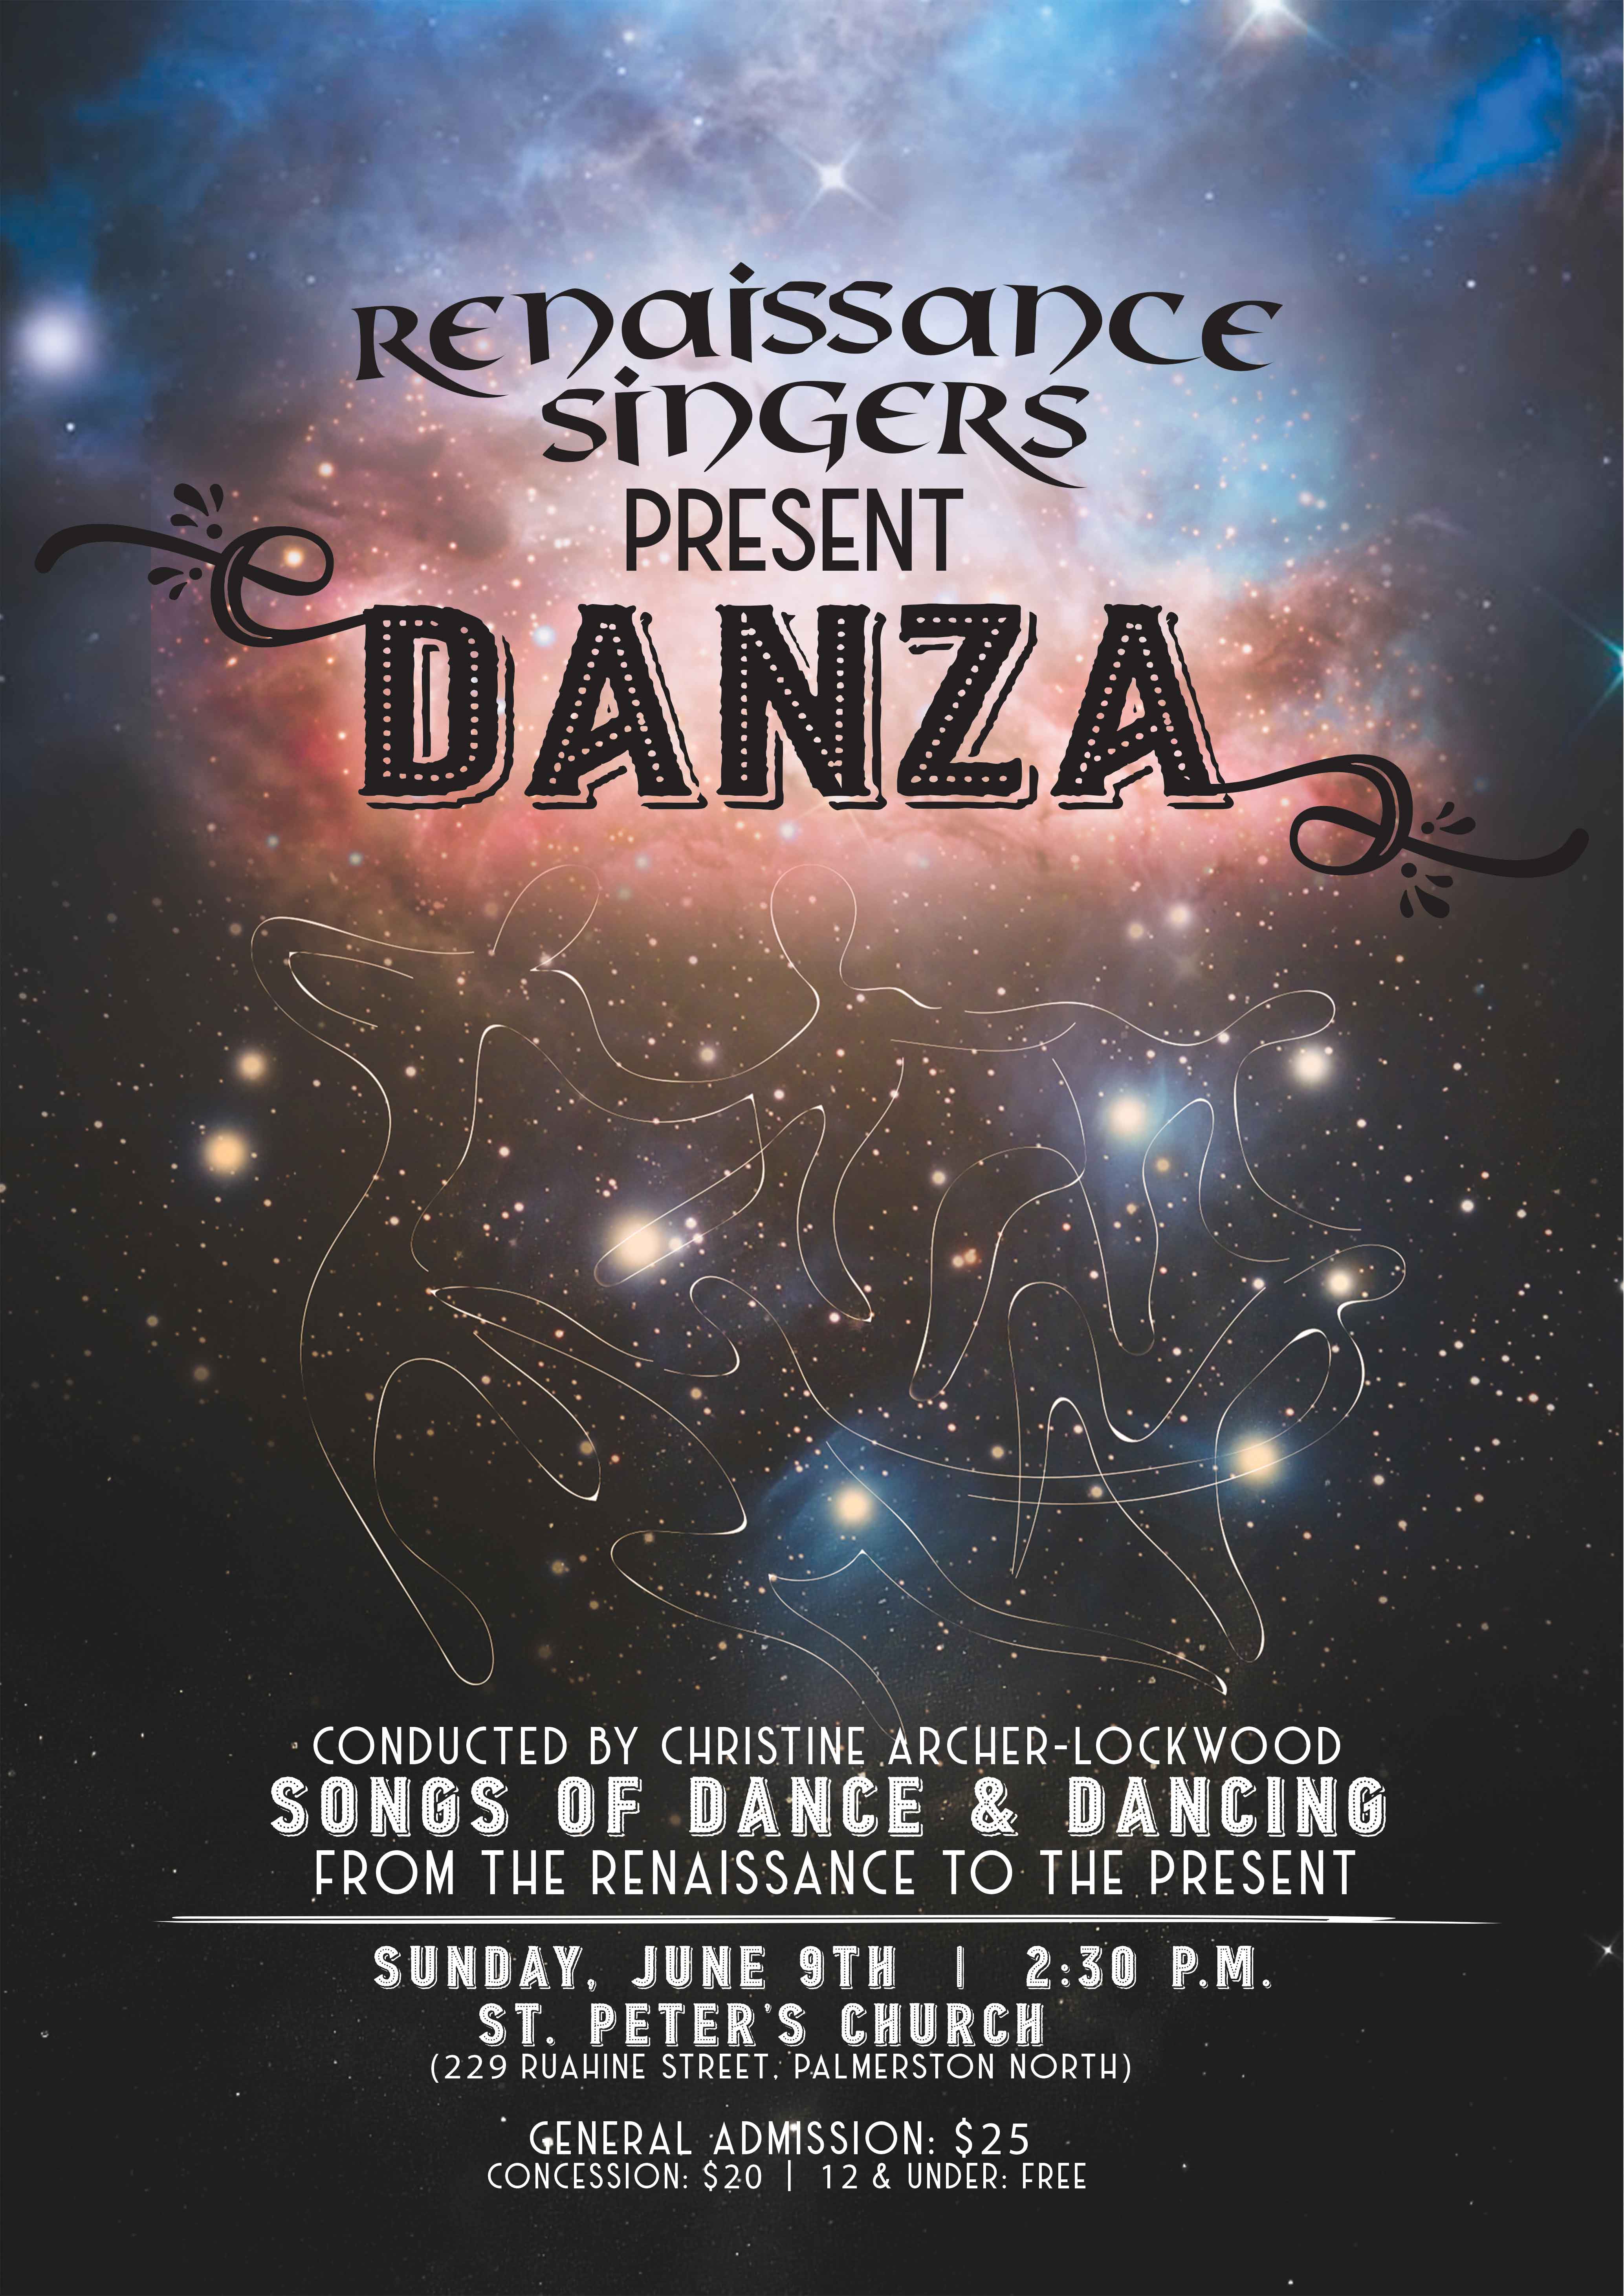 Renaissance
Singers
PRESENT
DANZA
CONDUCTED BY CHRISTINE ARCHER-LOCKWOOD
SONGS OF DANCE & DANCING
FROM THE RENAISSANCE TO THE PRESENT
SUNDAY, JUNE 9TH | 2:30 P.M.
ST. PETER'S CHURCH
(229 RUAHINE STREET, PALMERSTON NORTH)
GENERAL ADMISSION: $25
CONCESSION: $20 | 12 & UNDER: FREE